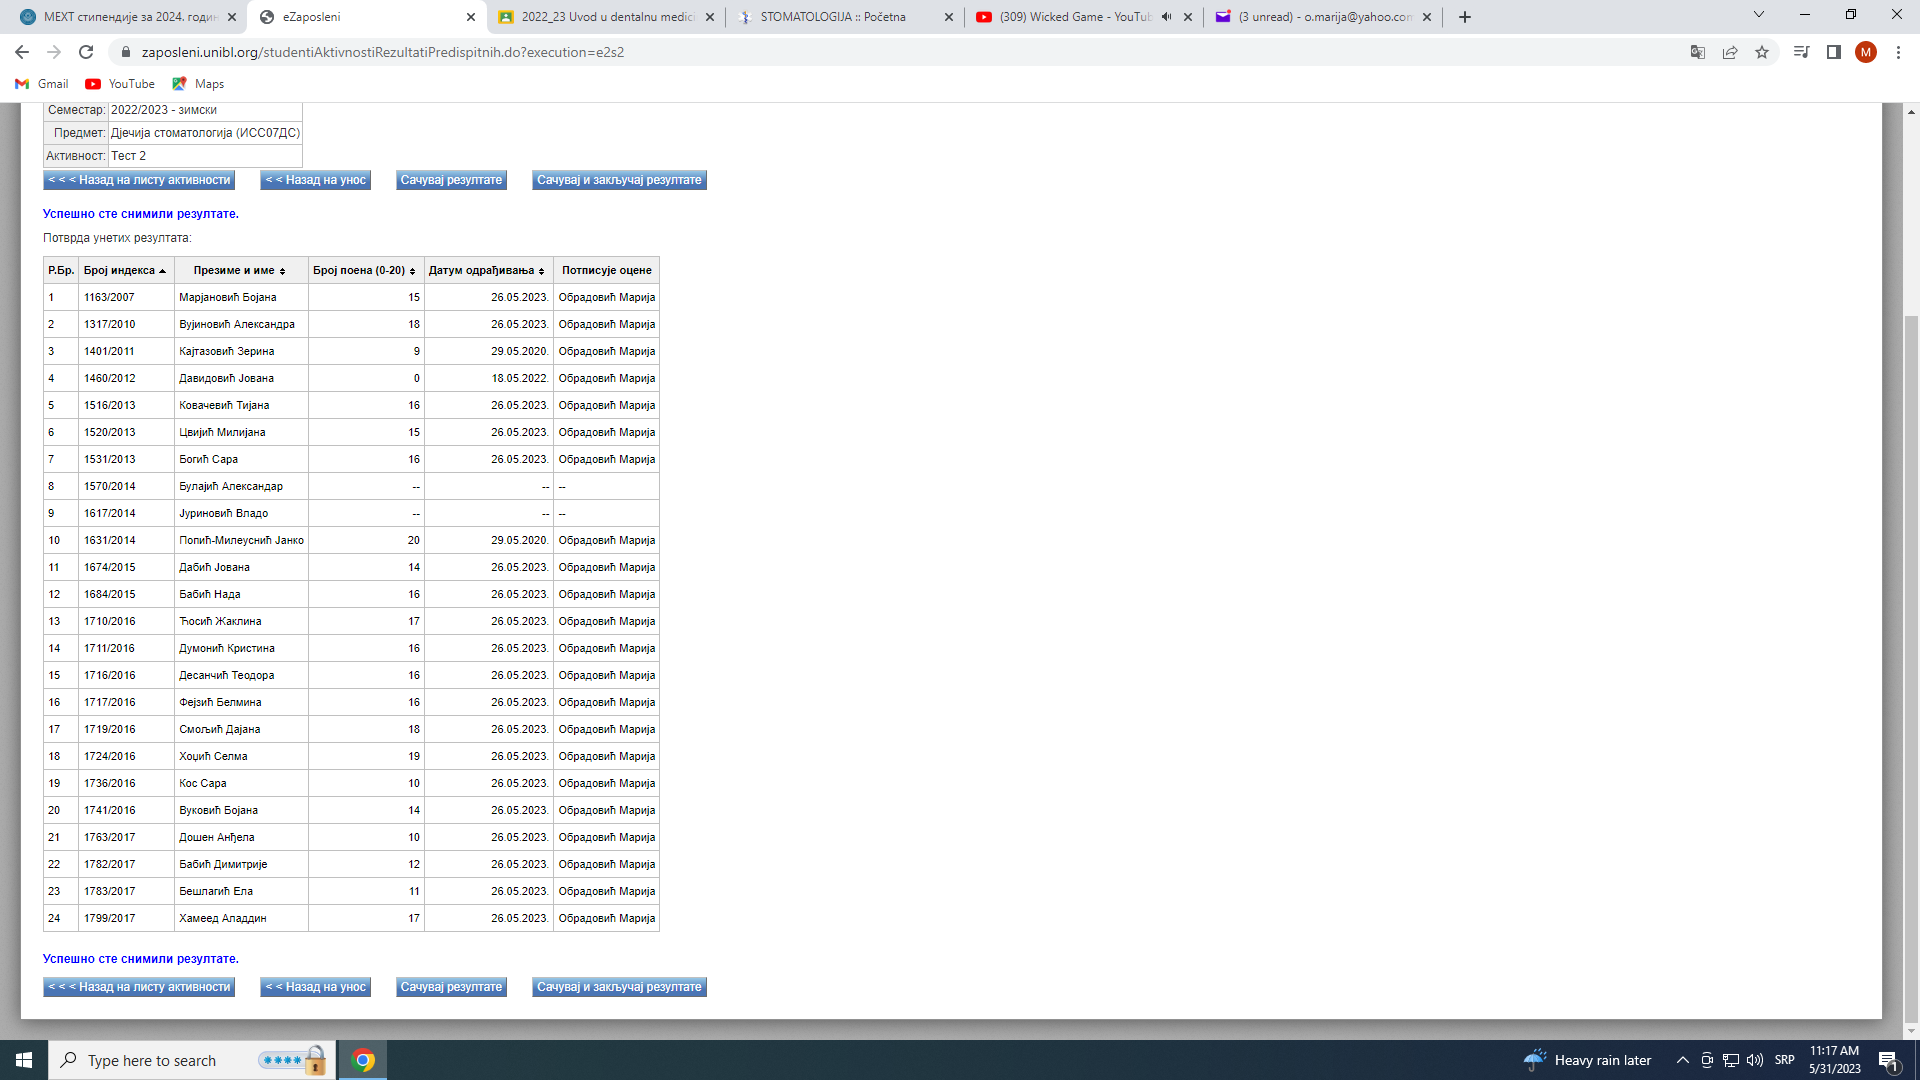 МЕХТ стипендије за 2024. годин
eZaposleni
2022_23 Uvod u dentalnu medici
STOMATOLOGIJA :: Početna
(309) Wicked Game - YouTub
(3 unread) - o.marija@yahoo.com
zaposleni.unibl.org/studentiAktivnostiRezultatiPredispitnih.do?execution=e2s2
M
Gmail YouTube Maps
Семестар: 2022/2023 - зимски
Предмет: Дјечија стоматологија (ИСС07ДС)
Активност: Тест 2
< < < Назад на листу активности < < Назад на унос Сачувај резултате Сачувај и закључај резултате
Успешно сте снимили резултате.
Потврда унетих резултата:
Р.Бр. Број индекса Презиме и име Број поена (0-20) Датум одрађивања Потписује оцене
1 1163/2007 Марјановић Бојана 15 26.05.2023. Обрадовић Марија
2 1317/2010 Вујиновић Александра 18 26.05.2023. Обрадовић Марија
3 1401/2011 Кајтазовић Зерина 9 29.05.2020. Обрадовић Марија
4 1460/2012 Давидовић Јована 0 18.05.2022. Обрадовић Марија
5 1516/2013 Ковачевић Тијана 16 26.05.2023. Обрадовић Марија
6 1520/2013 Цвијић Милијана 15 26.05.2023. Обрадовић Марија
7 1531/2013 Богић Сара 16 26.05.2023. Обрадовић Марија
8 1570/2014 Булајић Александар -- -- --
9 1617/2014 Јуриновић Владо -- -- --
10 1631/2014 Попић-Милеуснић Јанко 20 29.05.2020. Обрадовић Марија
11 1674/2015 Дабић Јована 14 26.05.2023. Обрадовић Марија
12 1684/2015 Бабић Нада 16 26.05.2023. Обрадовић Марија
13 1710/2016 Ћосић Жаклина 17 26.05.2023. Обрадовић Марија
14 1711/2016 Думонић Кристина 16 26.05.2023. Обрадовић Марија
15 1716/2016 Десанчић Теодора 16 26.05.2023. Обрадовић Марија
16 1717/2016 Фејзић Белмина 16 26.05.2023. Обрадовић Марија
17 1719/2016 Смољић Дајана 18 26.05.2023. Обрадовић Марија
18 1724/2016 Хоџић Селма 19 26.05.2023. Обрадовић Марија
19 1736/2016 Кос Сара 10 26.05.2023. Обрадовић Марија
20 1741/2016 Вуковић Бојана 14 26.05.2023. Обрадовић Марија
21 1763/2017 Дошен Анђела 10 26.05.2023. Обрадовић Марија
22 1782/2017 Бабић Димитрије 12 26.05.2023. Обрадовић Марија
23 1783/2017 Бешлагић Ела 11 26.05.2023. Обрадовић Марија
24 1799/2017 Хамеед Аладдин 17 26.05.2023. Обрадовић Марија
Успешно сте снимили резултате.
< < < Назад на листу активности < < Назад на унос Сачувај резултате Сачувај и закључај резултате
Type here to search
Heavy rain later
SRP
11:17 AM
5/31/2023
1